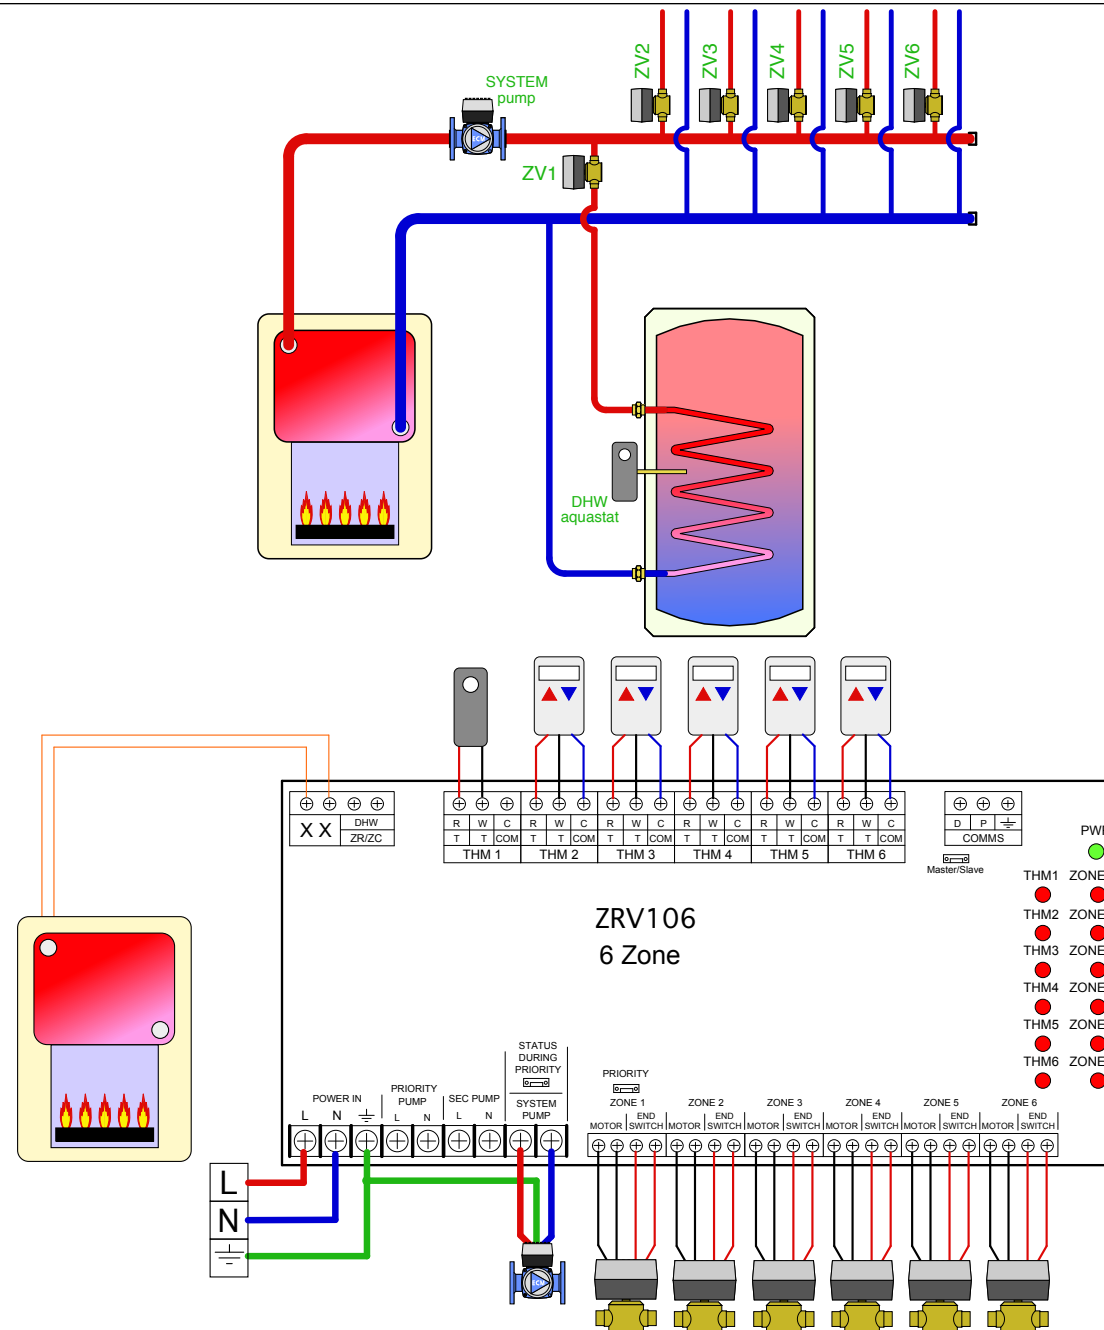 ZV2 ZV3 ZV4 ZV5 ZV6
SYSTEM
pump
ECM
ZV1
DHW
aquastat
X X
DHW
ZR/ZC
R W C R W C R W C R W C R W C R W C
T T COM T T COM T T COM T T COM T T COM T T COM
THM 1 THM 2 THM 3 THM 4 THM 5 THM 6
D P
COMMS
Master/Slave
THM1 ZONE
THM2 ZONE
THM3 ZONE
THM4 ZONE
THM5 ZONE
THM6 ZONE
ZRV106
6 Zone
STATUS
DURING
PRIORITY
POWER IN
L N
PRIORITY
PUMP
L N
SEC PUMP
L N
SYSTEM
PUMP
PRIORITY
ZONE 1 ZONE 2 ZONE 3 ZONE 4 ZONE 5 ZONE 6
MOTOR END SWITCH MOTOR END SWITCH MOTOR END SWITCH MOTOR END SWITCH MOTOR END SWITCH MOTOR END SWITCH
L
N
ECM